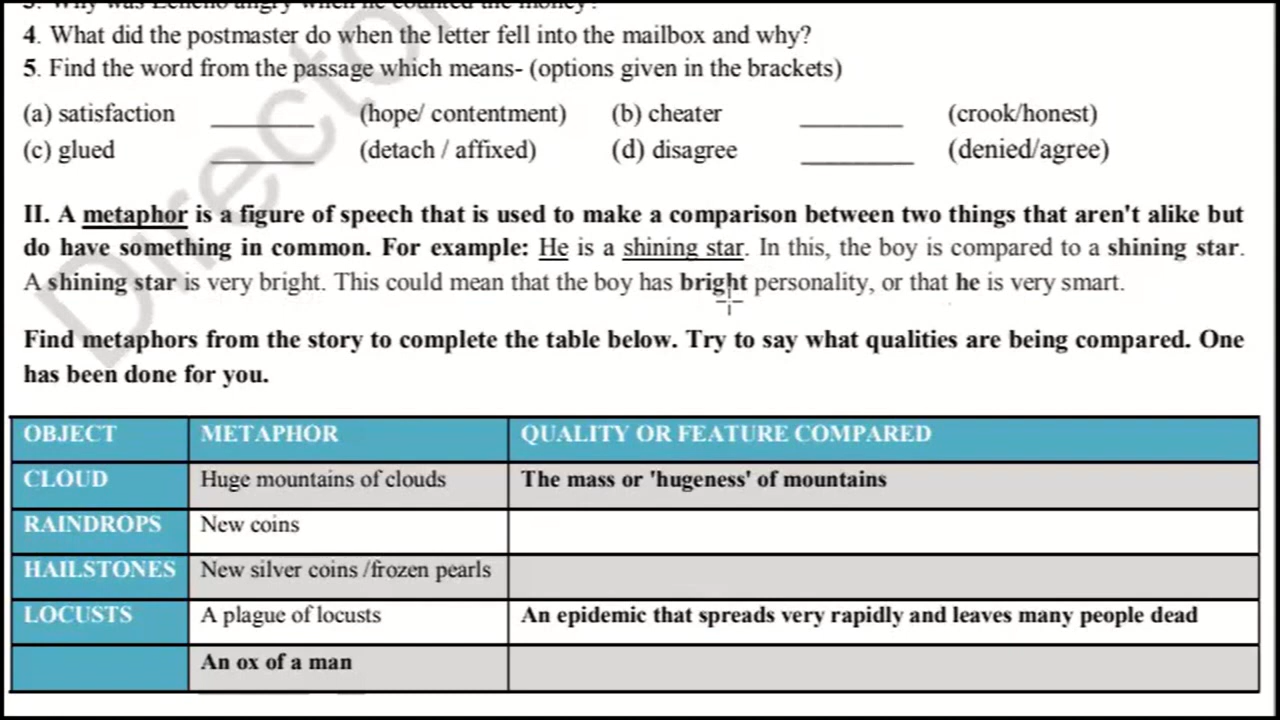 4. What did the postmaster do when the letter fell into the mailbox and why?
5. Find the word from the passage which means- (options given in the brackets)
(a) satisfaction ________ (hope/ contentment) (b) cheater ________ (crook/honest)
(c) glued ________ (detach / affixed) (d) disagree ________ (denied/agree)
II. A metaphor is a figure of speech that is used to make a comparison between two things that aren't alike but
do have something in common. For example: He is a shining star. In this, the boy is compared to a shining star.
A shining star is very bright. This could mean that the boy has bright personality, or that he is very smart.
Find metaphors from the story to complete the table below. Try to say what qualities are being compared. One
has been done for you.
OBJECT METAPHOR QUALITY OR FEATURE COMPARED
CLOUD Huge mountains of clouds The mass or 'hugeness' of mountains
RAINDROPS New coins
HAILSTONES New silver coins /frozen pearls
LOCUSTS A plague of locusts An epidemic that spreads very rapidly and leaves many people dead
An ox of a man
Director